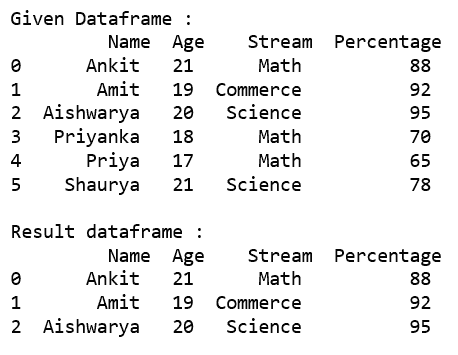 Given Dataframe :
        Name  Age    Stream  Percentage
0      Ankit   21      Math          88
1       Amit   19  Commerce          92
2  Aishwarya   20   Science          95
3   Priyanka   18      Math          70
4      Priya   17      Math          65
5    Shaurya   21   Science          78
Result dataframe :
        Name  Age    Stream  Percentage
0      Ankit   21      Math          88
1       Amit   19  Commerce          92
2  Aishwarya   20   Science          95